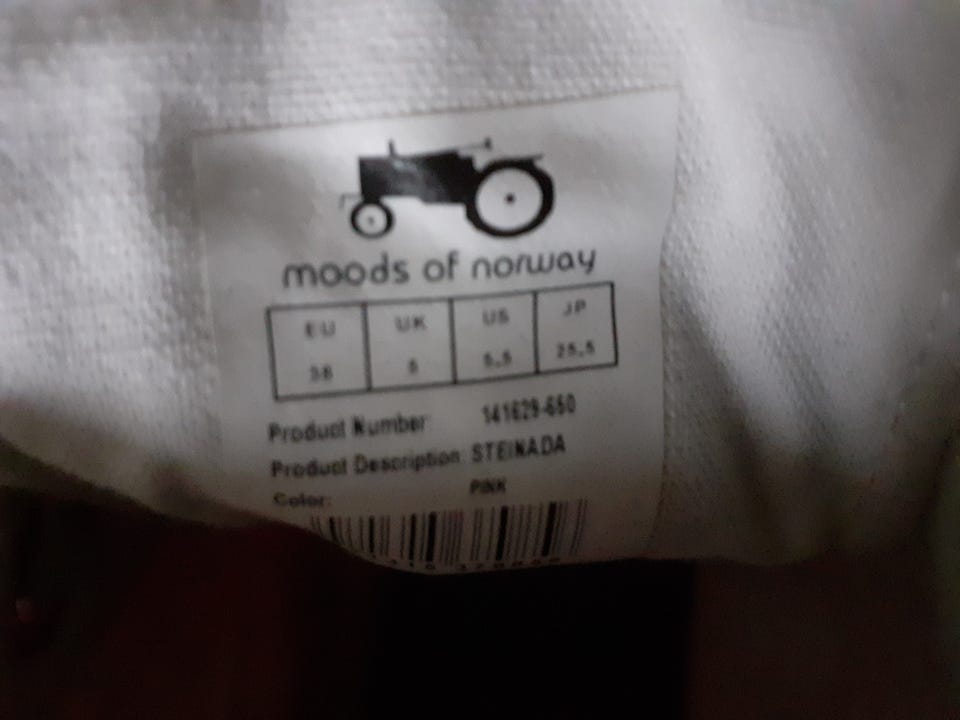 moods of norway
EU UK US JP
38 5 5.5 25.5
Product Number: 141629-650
Product Description: STEINADA
Color: PINK